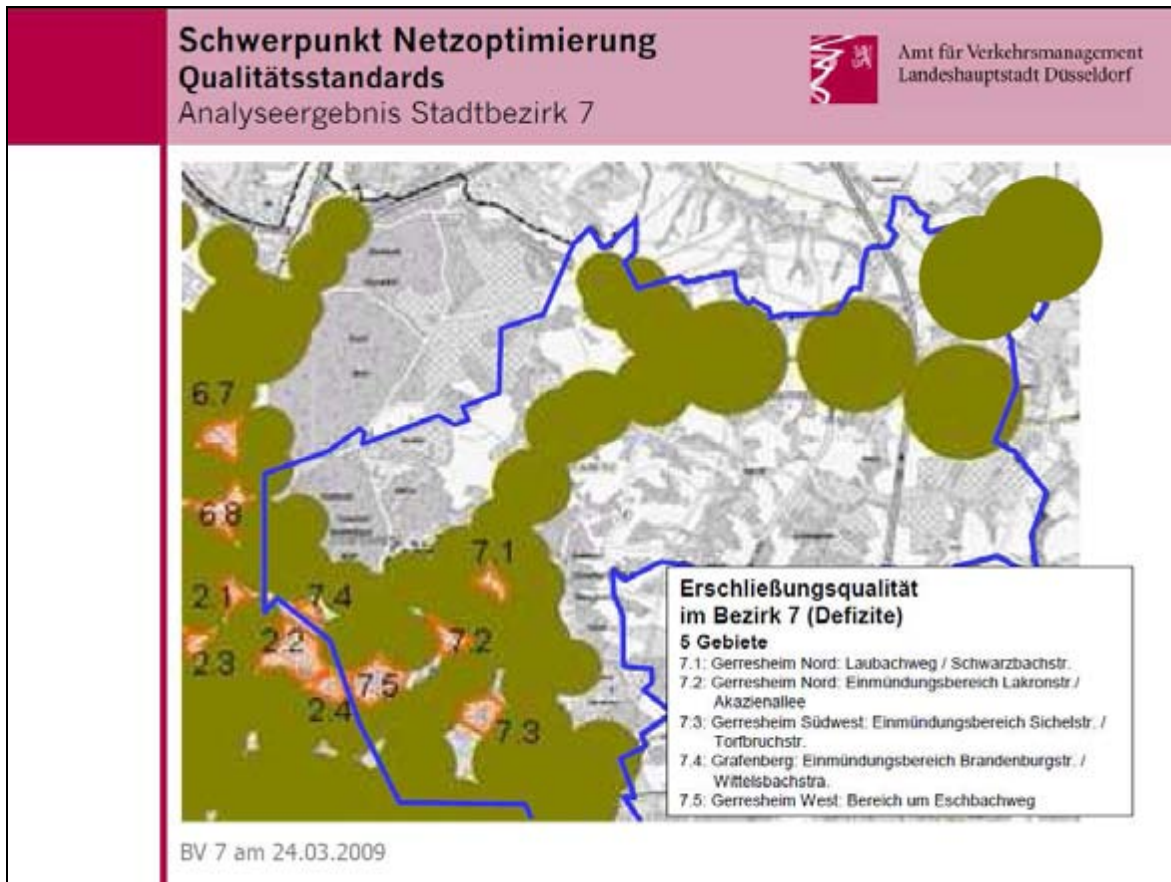 Schwerpunkt Netzoptimierung
Qualitätsstandards
Analyseergebnis Stadtbezirk 7
Amt für Verkehrsmanagement
Landeshauptstadt Düsseldorf
6.7
6.8
7.1
2.1
7.4
2.2
7.2
2.3
7.5
2.4
7.3
Erschließungsqualität
im Bezirk 7 (Defizite)
5 Gebiete
7.1: Gerresheim Nord: Laubachweg / Schwarzbachstr.
7.2: Gerresheim Nord: Einmündungsbereich Lakronstr./
Akazienallee
7:3: Gerresheim Südwest: Einmündungsbereich Sichelstr. /
Torfbruchstr.
7.4: Grafenberg: Einmündungsbereich Brandenburgstr. /
Wittelsbachstra.
7.5: Gerresheim West: Bereich um Eschbachweg
BV 7 am 24.03.2009